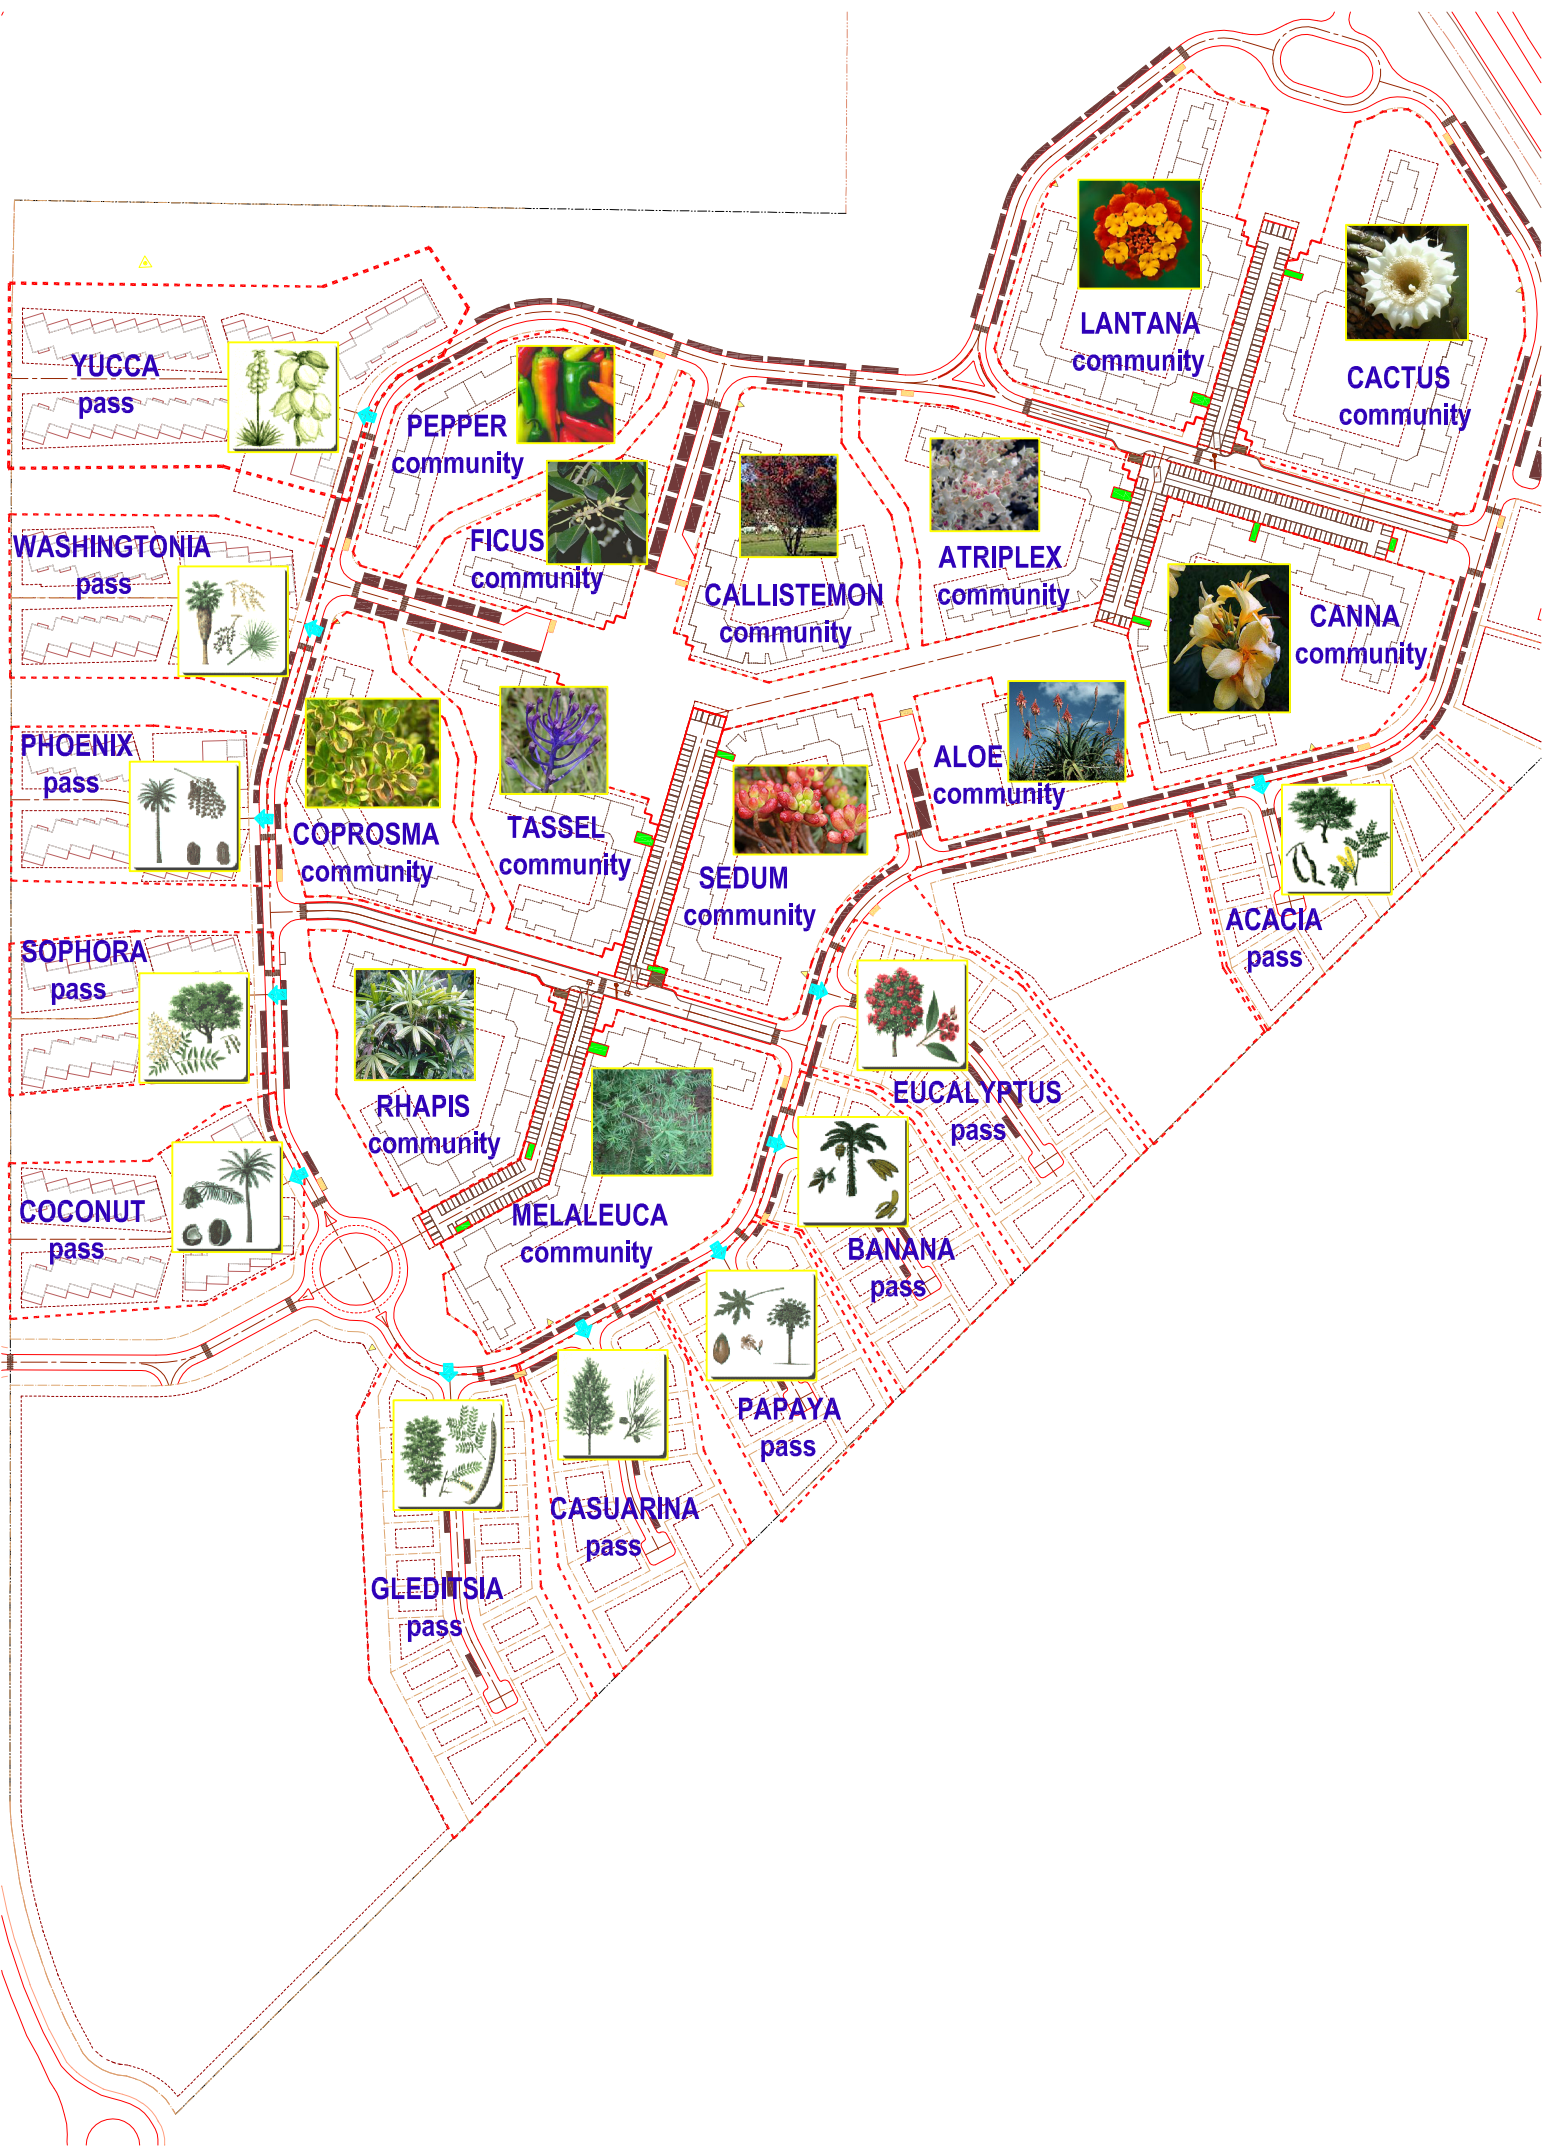 LANTANA
community
CACTUS
community
YUCCA
pass
PEPPER
community
FICUS
community
WASHINGTONIA
pass
CALLISTEMON
community
ATRIPLEX
community
CANNA
community
PHOENIX
pass
COPROSMA
community
TASSEL
community
SEDUM
community
ALOE
community
ACACIA
pass
SOPHORA
pass
RHAPIS
community
EUCALYPTUS
pass
COCONUT
pass
MELALEUCA
community
BANANA
pass
PAPAYA
pass
CASUARINA
pass
GLEDITSIA
pass